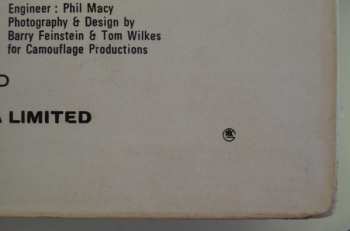 Engineer : Phil Macy
Photography & Design by
Barry Feinstein & Tom Wilkes
for Camouflage Productions
D
LIMITED